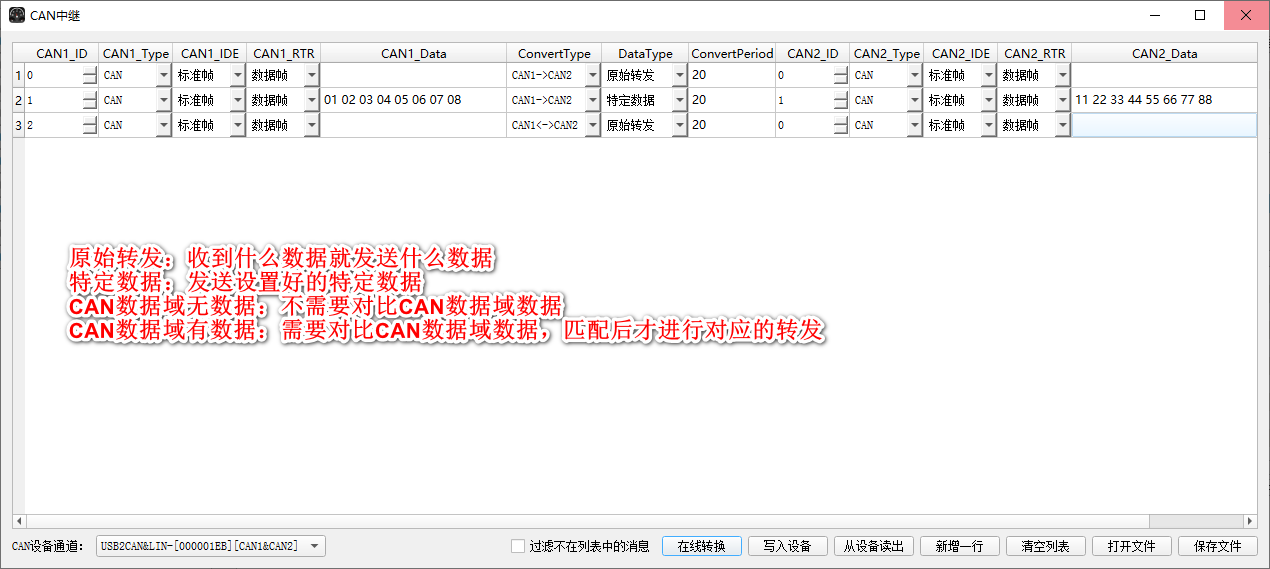 CAN中继
CAN1_ID CAN1_Type CAN1_IDE CAN1_RTR CAN1_Data ConvertType DataType ConvertPeriod CAN2_ID CAN2_Type CAN2_IDE CAN2_RTR CAN2_Data
1 0 CAN 标准帧 数据帧 CAN1->CAN2 原始转发 20 0 CAN 标准帧 数据帧
2 1 CAN 标准帧 数据帧 01 02 03 04 05 06 07 08 CAN1->CAN2 特定数据 20 1 CAN 标准帧 数据帧 11 22 33 44 55 66 77 88
3 2 CAN 标准帧 数据帧 CAN1<->CAN2 原始转发 20 0 CAN 标准帧 数据帧
原始转发：收到什么数据就发送什么数据
特定数据：发送设置好的特定数据
CAN数据域无数据：不需要对比CAN数据域数据
CAN数据域有数据：需要对比CAN数据域数据，匹配后才进行对应的转发
CAN设备通道： USB2CAN&LIN-[000001EB][CAN1&CAN2] 过滤不在列表中的消息 在线转换 写入设备 从设备读出 新增一行 清空列表 打开文件 保存文件